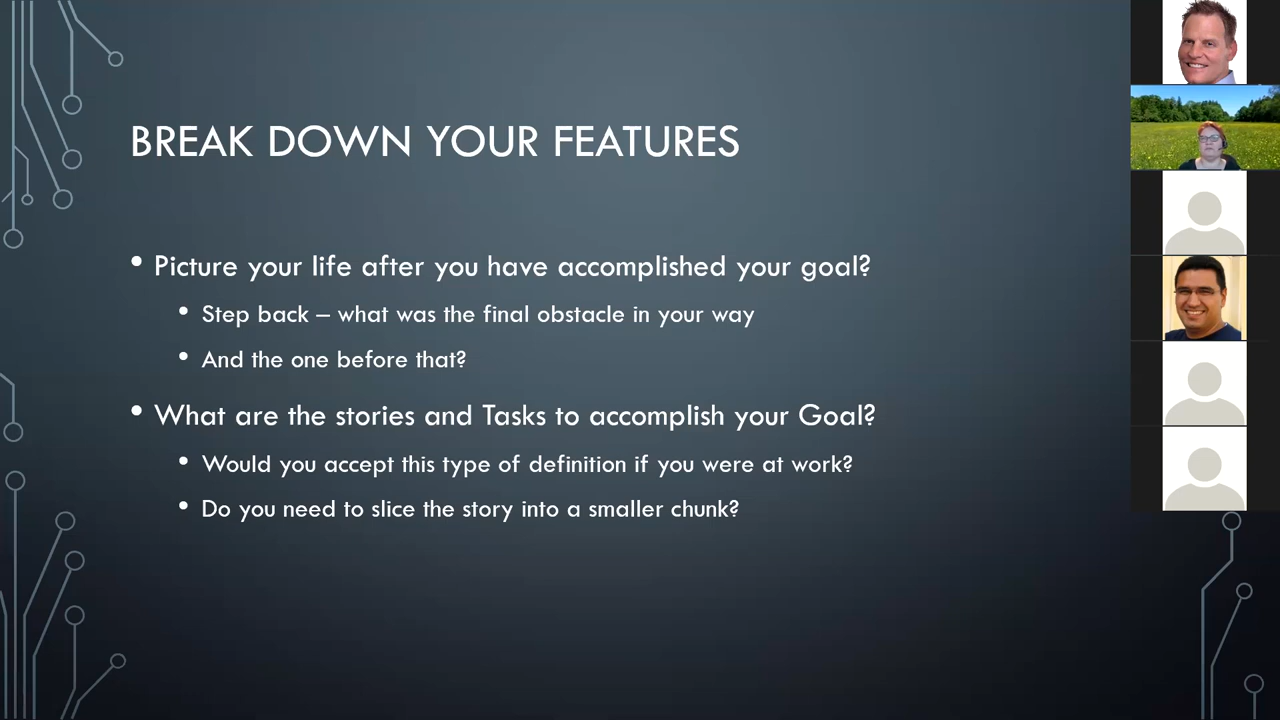 BREAK DOWN YOUR FEATURES
• Picture your life after you have accomplished your goal?
• Step back – what was the final obstacle in your way
• And the one before that?
• What are the stories and Tasks to accomplish your Goal?
• Would you accept this type of definition if you were at work?
• Do you need to slice the story into a smaller chunk?